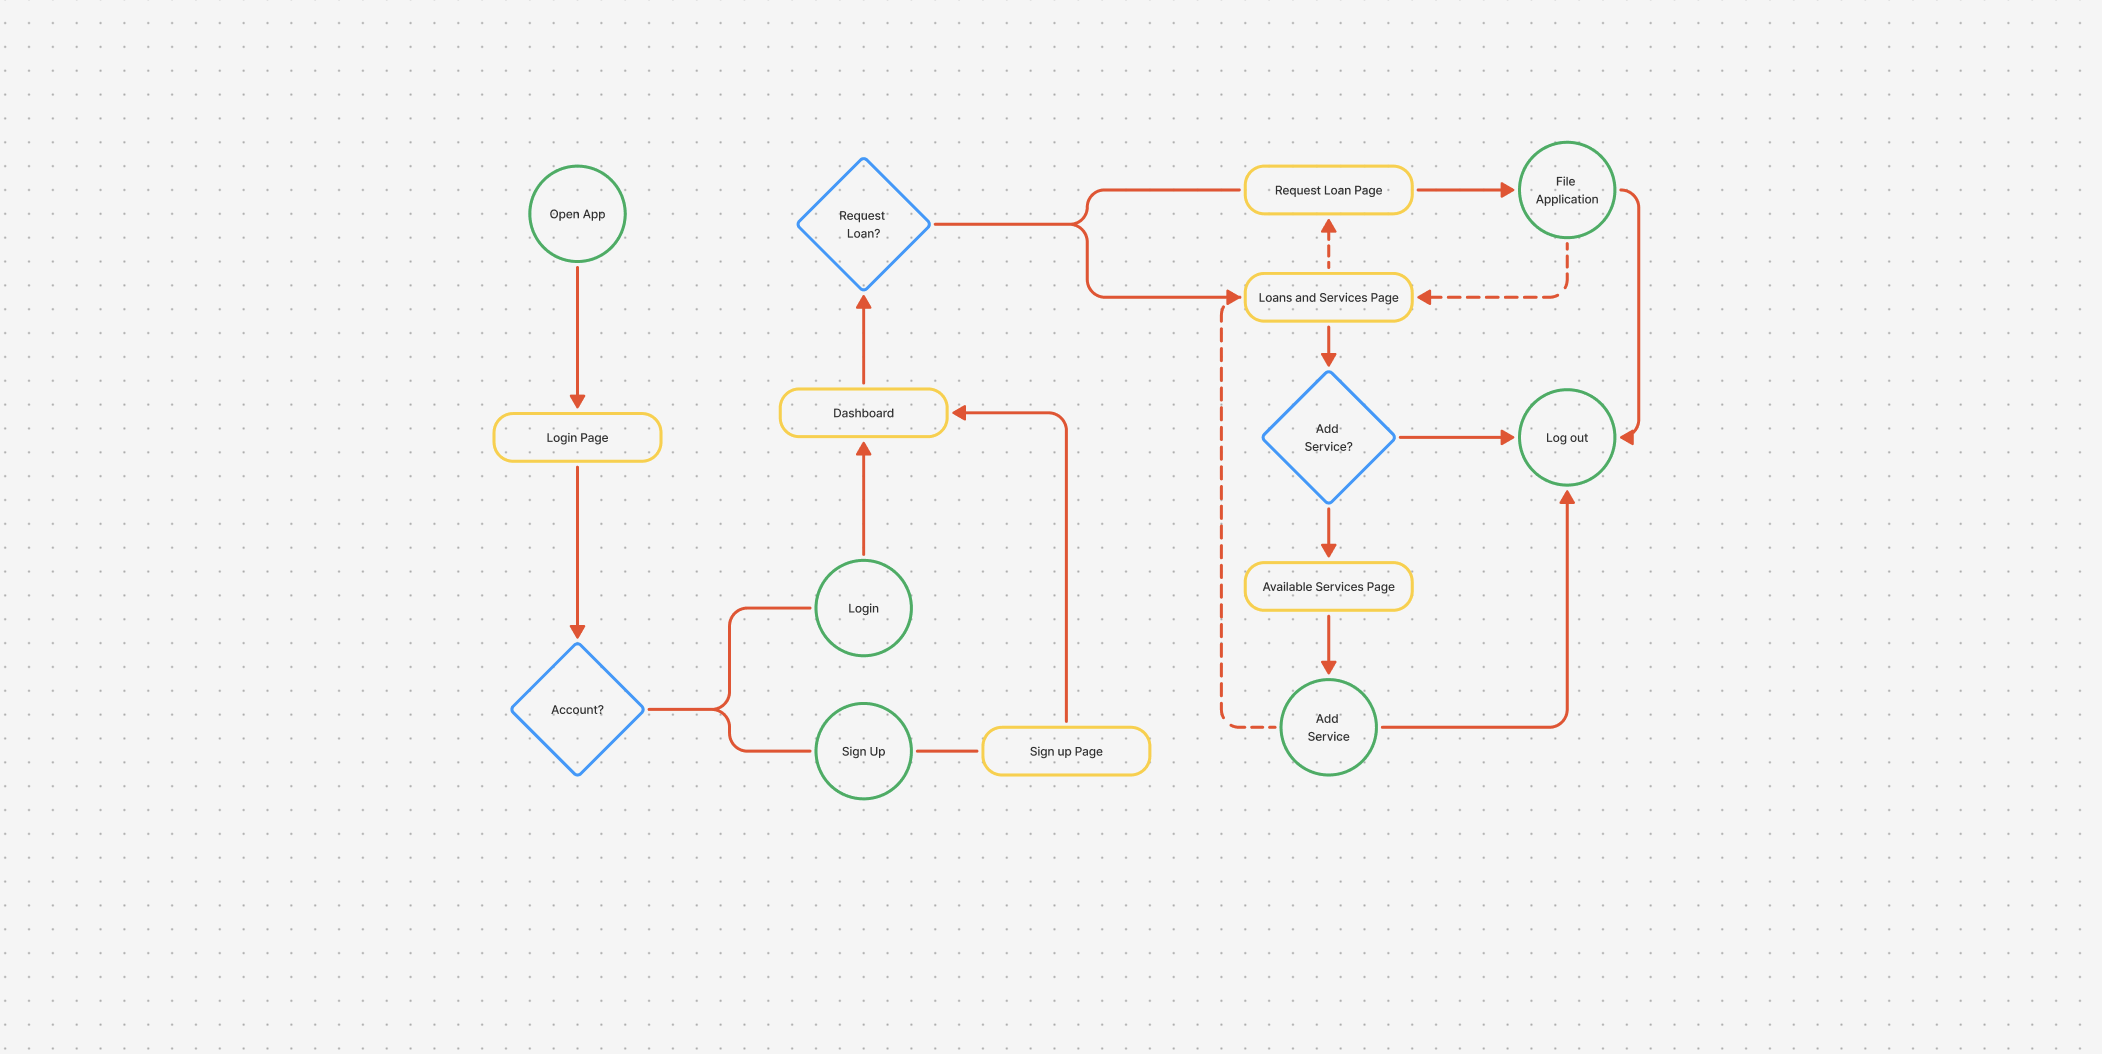 Open App
Login Page
Account?
Request
Loan?
Dashboard
Login
Sign Up
Sign up Page
Request Loan Page
File
Application
Loans and Services Page
Add
Service?
Log out
Available Services Page
Add
Service